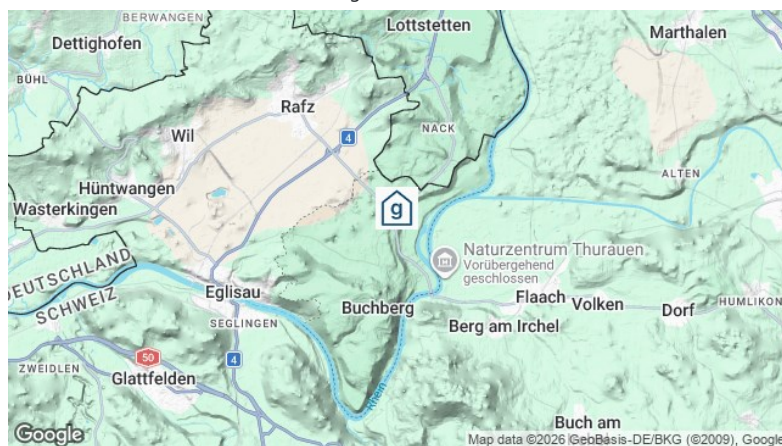 BERWANGEN
Dettighofen
Lottstetten
Marthalen
BÜHL
Rafz
Wil
4
NACK
ALTEN
Hüntwangen
Wasterkingen
g
DEUTSCHLAND
SCHWEIZ
Naturzentrum Thurauen
Vorübergehend
geschlossen
Eglisau
SEGLINGEN
Buchberg
Flaach
Volken
Dorf
HUMLIKON
Berg am Irchel
ZWEIDLEN
50
4
Glattfelden
Rhein
Buch am
Google
Map data ©2026 GeoBasis-DE/BKG (©2009), Googl